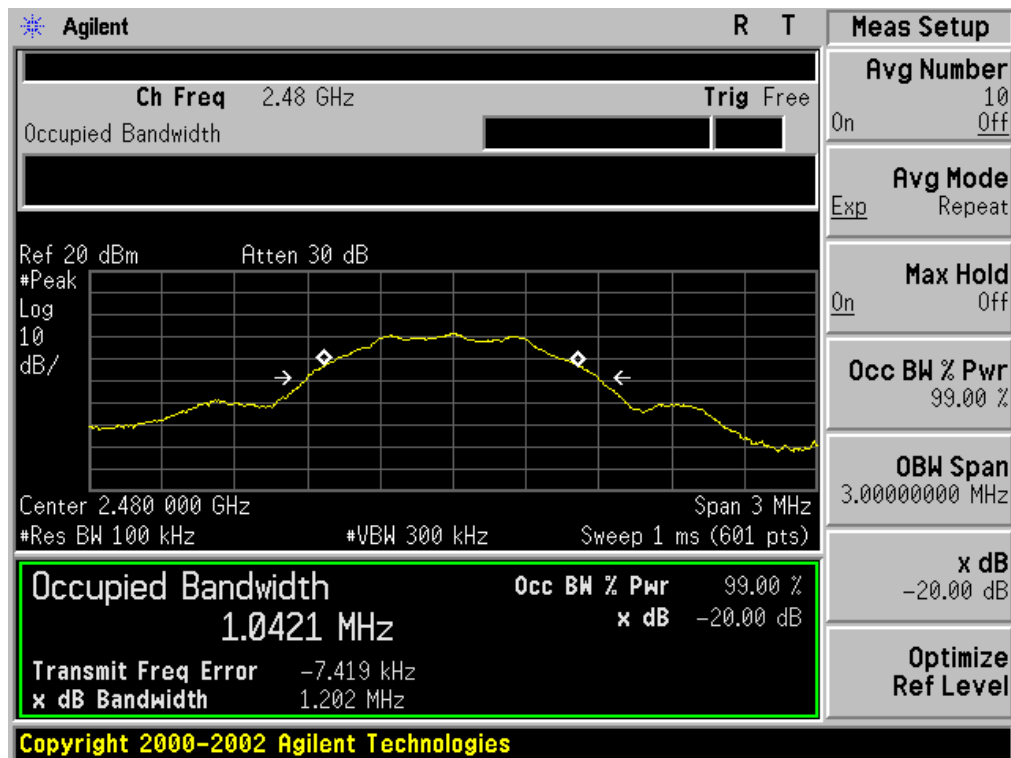 Agilent R T
Ch Freq 2.48 GHz Trig Free
Occupied Bandwidth
Ref 20 dBm Atten 30 dB
#Peak
Log
10
dB/
Center 2.480 000 GHz Span 3 MHz
#Res BW 100 kHz #VBW 300 kHz Sweep 1 ms (601 pts)
Occupied Bandwidth Occ BW % Pwr 99.00 %
1.0421 MHz x dB -20.00 dB
Transmit Freq Error -7.419 kHz
x dB Bandwidth 1.202 MHz
Copyright 2000-2002 Agilent Technologies
Meas Setup
Avg Number
10
On Off
Avg Mode
Exp Repeat
Max Hold
On Off
Occ BW % Pwr
99.00 %
OBW Span
3.00000000 MHz
x dB
-20.00 dB
Optimize
Ref Level